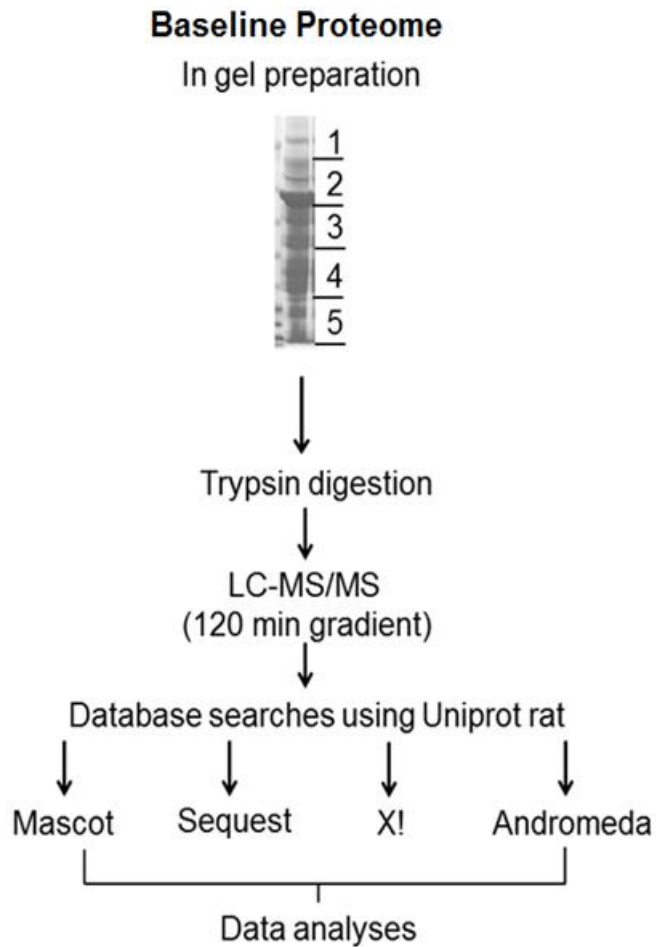 Baseline Proteome
In gel preparation
1
2
3
4
5
Trypsin digestion
LC-MS/MS
(120 min gradient)
Database searches using Uniprot rat
Mascot Sequest X! Andromeda
Data analyses